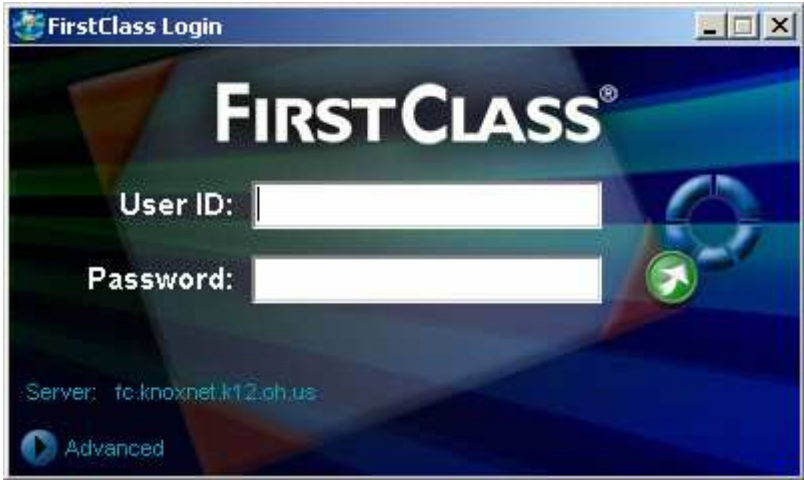 FirstClass Login
FIRSTCLASS®
User ID:
Password:
Server: fc.knoxnet.k12.oh.us
Advanced